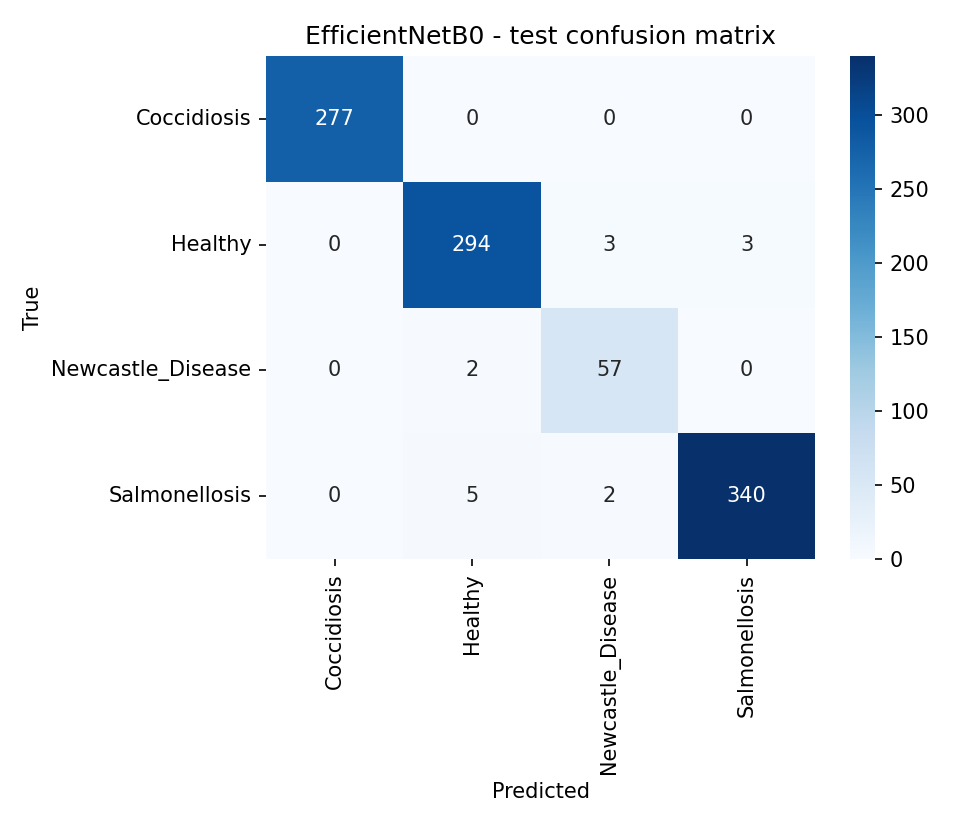 EfficientNetB0 - test confusion matrix
True
Coccidiosis 277 0 0 0
Healthy 0 294 3 3
Newcastle_Disease 0 2 57 0
Salmonellosis 0 5 2 340
Coccidiosis
Healthy
Newcastle_Disease
Salmonellosis
Predicted
300
250
200
150
100
50
0